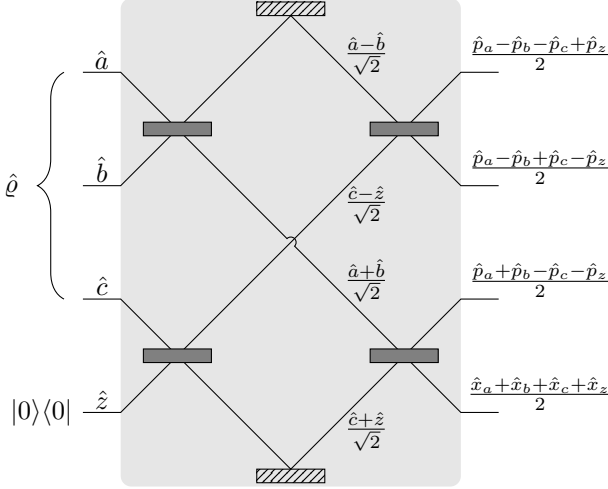 â
b̂
ĉ
ẑ
ϱ̂
|0⟩⟨0|
(â−b̂)/√2
(ĉ−ẑ)/√2
(â+b̂)/√2
(ĉ+ẑ)/√2
(p̂_a−p̂_b−p̂_c+p̂_z)/2
(p̂_a−p̂_b+p̂_c−p̂_z)/2
(p̂_a+p̂_b−p̂_c−p̂_z)/2
(x̂_a+x̂_b+x̂_c+x̂_z)/2